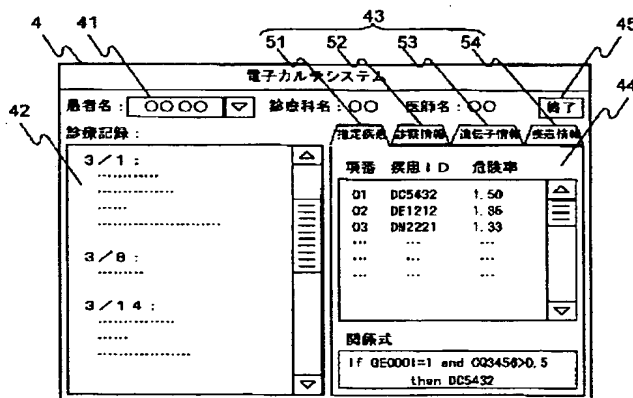 43
41
51
52
53
54
45
4
電子カルテシステム
患者名：
○○○○
診療科名：○○
医師名：○○
終了
42
44
診療記録：
指定疾患
診察情報
遺伝子情報
疾患情報
3/1：
3/8：
3/14：
項番 疾患ID 危険率
01 DC5432 1.50
02 DE1212 1.86
03 DN2221 1.33
... ... ...
... ... ...
... ... ...
関係式
If GE0001=1 and CQ3456>0.5
then DC5432